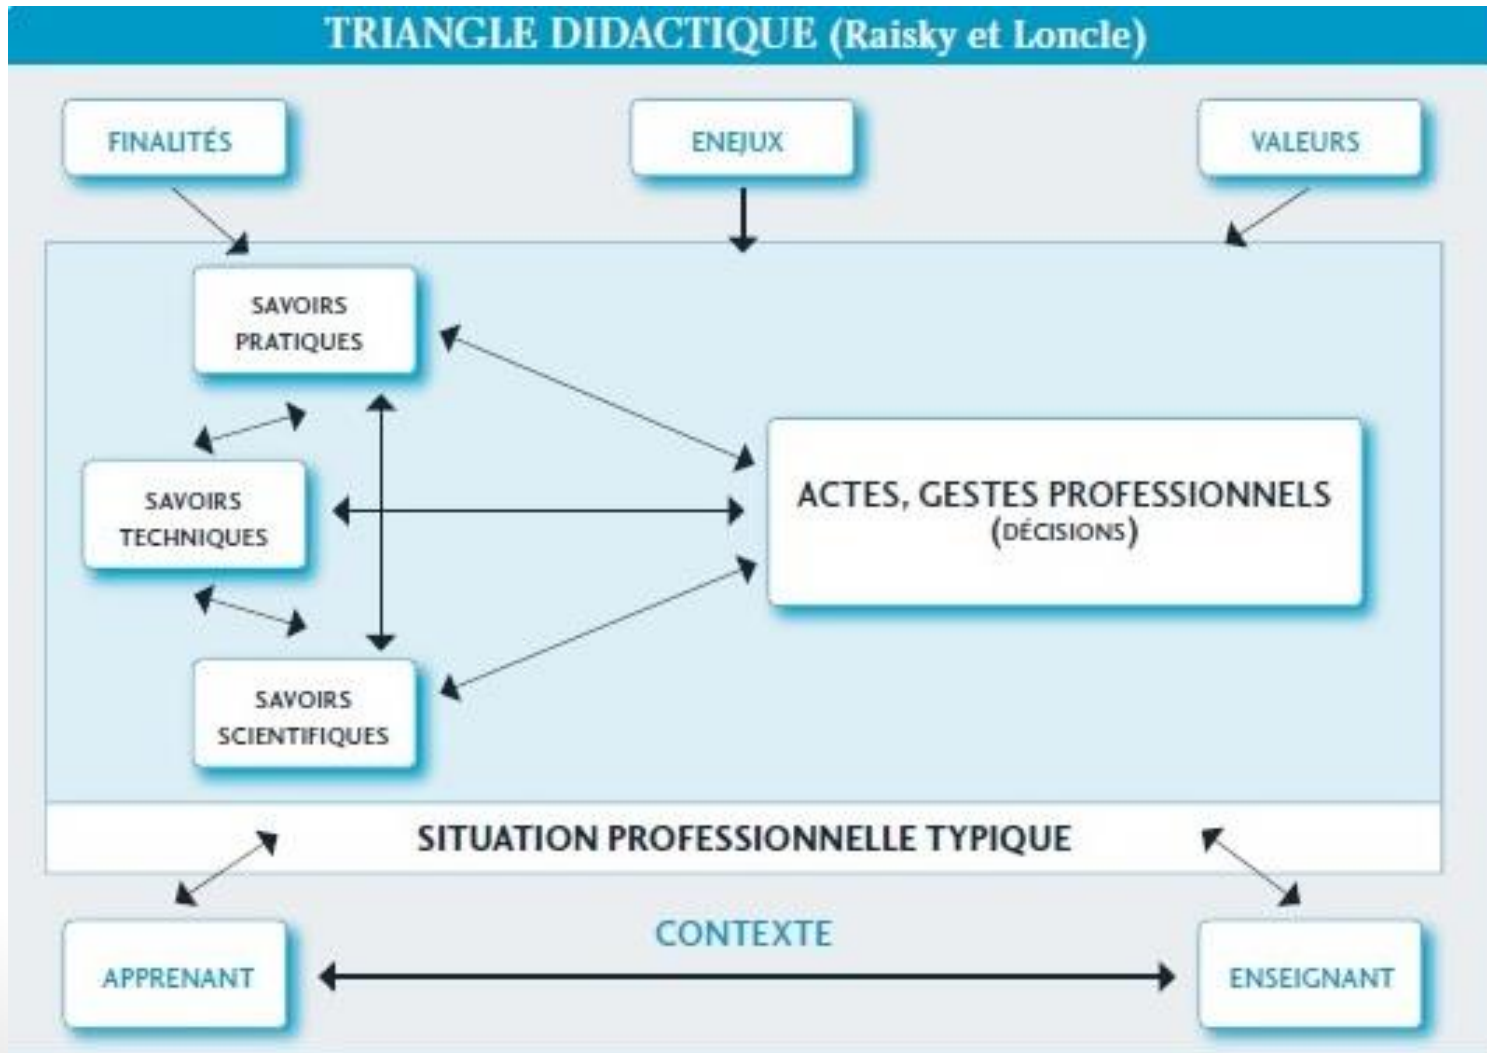 TRIANGLE DIDACTIQUE (Raisky et Loncle)
FINALITÉS
ENEJUX
VALEURS
SAVOIRS
PRATIQUES
SAVOIRS
TECHNIQUES
ACTES, GESTES PROFESSIONNELS
(DÉCISIONS)
SAVOIRS
SCIENTIFIQUES
SITUATION PROFESSIONNELLE TYPIQUE
CONTEXTE
APPRENANT
ENSEIGNANT